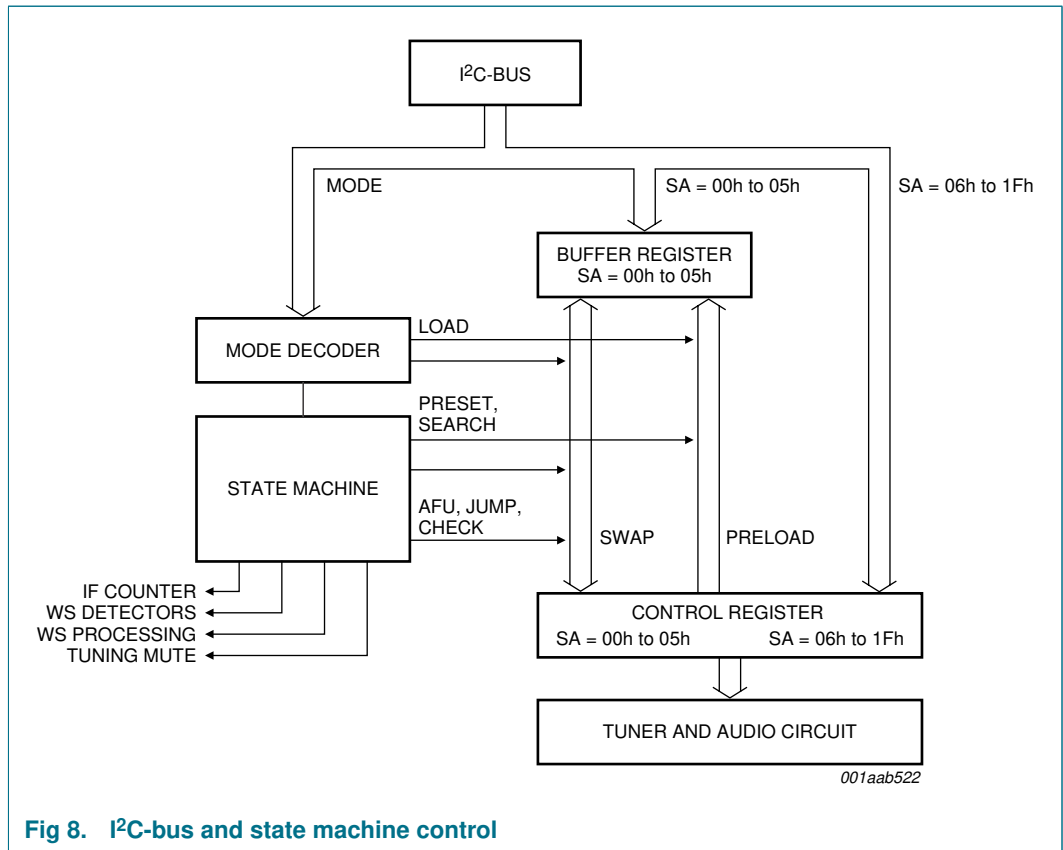 I²C-BUS
MODE
SA = 00h to 05h
SA = 06h to 1Fh
BUFFER REGISTER
SA = 00h to 05h
LOAD
MODE DECODER
PRESET,
SEARCH
STATE MACHINE
AFU, JUMP,
CHECK
SWAP
PRELOAD
IF COUNTER
WS DETECTORS
WS PROCESSING
TUNING MUTE
CONTROL REGISTER
SA = 00h to 05h
SA = 06h to 1Fh
TUNER AND AUDIO CIRCUIT
001aab522
Fig 8. I²C-bus and state machine control